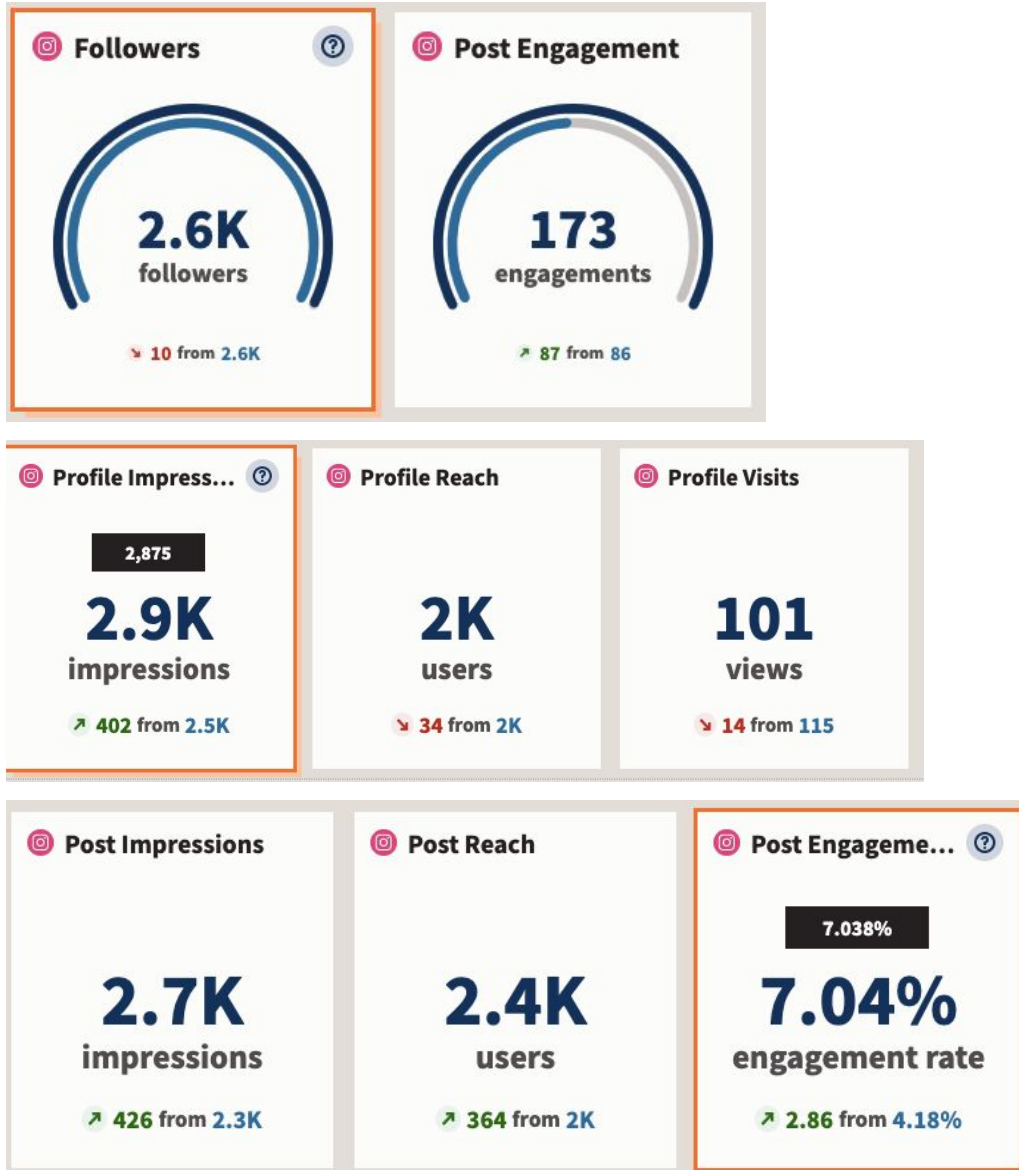 Followers
Post Engagement
2.6K
followers
10 from 2.6K
173
engagements
87 from 86
Profile Impress...
Profile Reach
Profile Visits
2,875
2.9K
impressions
402 from 2.5K
2K
users
34 from 2K
101
views
14 from 115
Post Impressions
Post Reach
Post Engageme...
7.038%
2.7K
impressions
426 from 2.3K
2.4K
users
364 from 2K
7.04%
engagement rate
2.86 from 4.18%